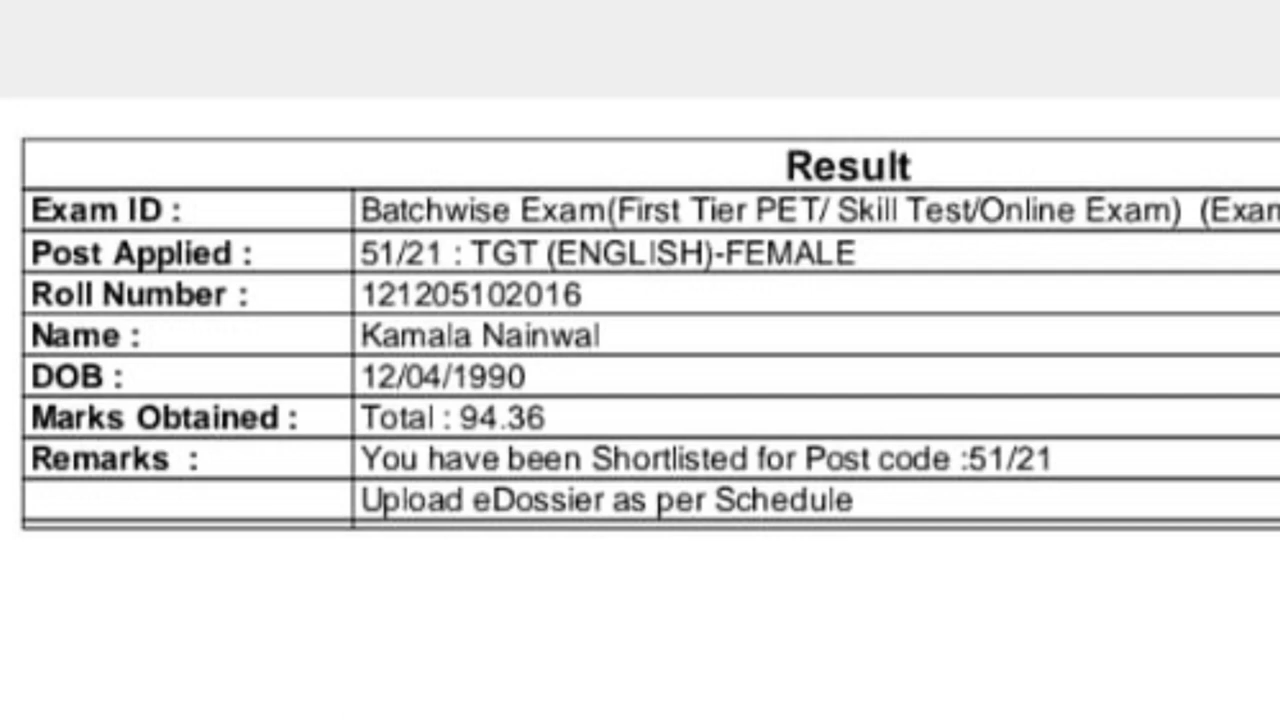 Result
Exam ID : Batchwise Exam(First Tier PET/ Skill Test/Online Exam) (Exam
Post Applied : 51/21 : TGT (ENGLISH)-FEMALE
Roll Number : 121205102016
Name : Kamala Nainwal
DOB : 12/04/1990
Marks Obtained : Total : 94.36
Remarks : You have been Shortlisted for Post code :51/21
Upload eDossier as per Schedule